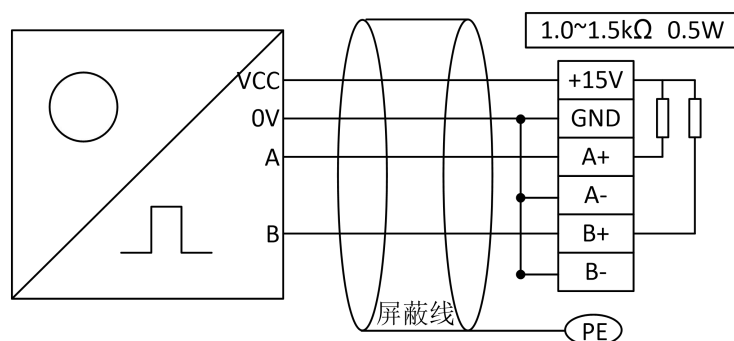 1.0~1.5kΩ 0.5W
VCC
0V
A
B
+15V
GND
A+
A-
B+
B-
屏蔽线
PE